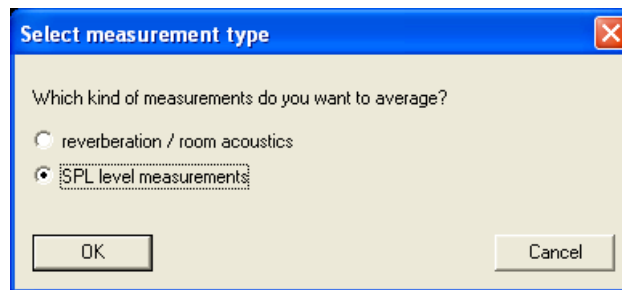 Select measurement type
Which kind of measurements do you want to average?
reverberation / room acoustics
SPL level measurements
OK Cancel